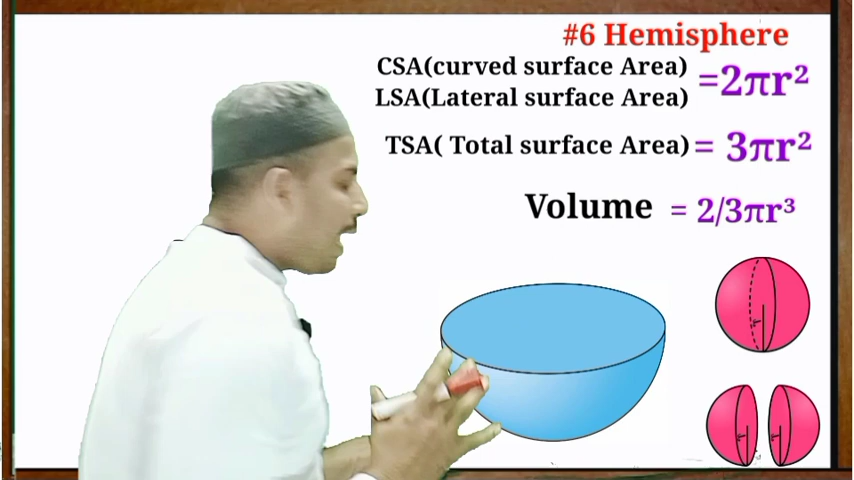 #6 Hemisphere
CSA(curved surface Area)
LSA(Lateral surface Area)
=2πr²
TSA( Total surface Area) = 3πr²
Volume = 2/3πr³
r
r
r